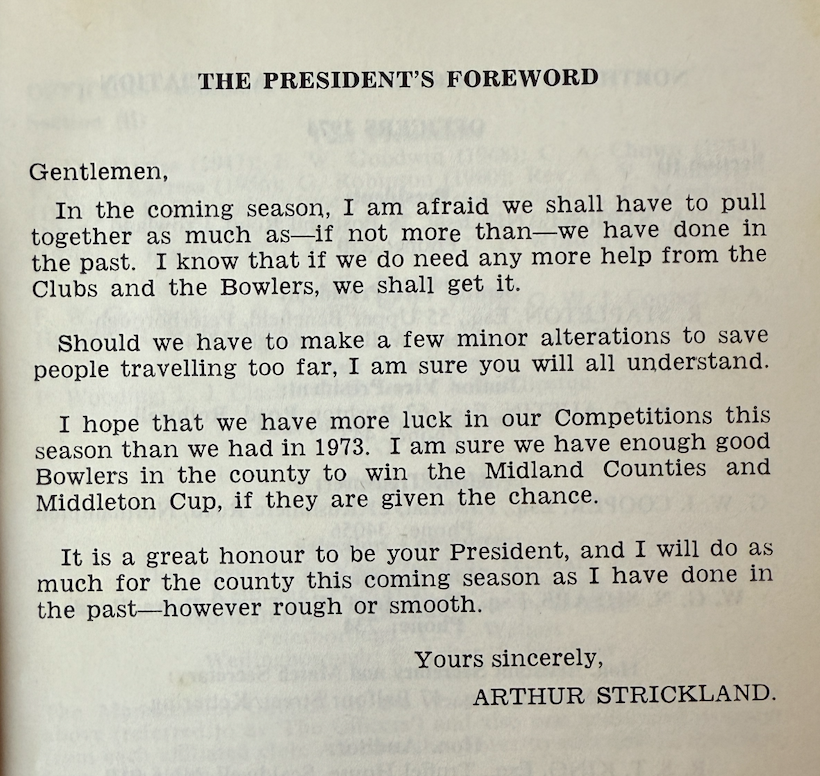 THE PRESIDENT'S FOREWORD
Gentlemen,
In the coming season, I am afraid we shall have to pull
together as much as—if not more than—we have done in
the past. I know that if we do need any more help from the
Clubs and the Bowlers, we shall get it.
Should we have to make a few minor alterations to save
people travelling too far, I am sure you will all understand.
I hope that we have more luck in our Competitions this
season than we had in 1973. I am sure we have enough good
Bowlers in the county to win the Midland Counties and
Middleton Cup, if they are given the chance.
It is a great honour to be your President, and I will do as
much for the county this coming season as I have done in
the past—however rough or smooth.
Yours sincerely,
ARTHUR STRICKLAND.